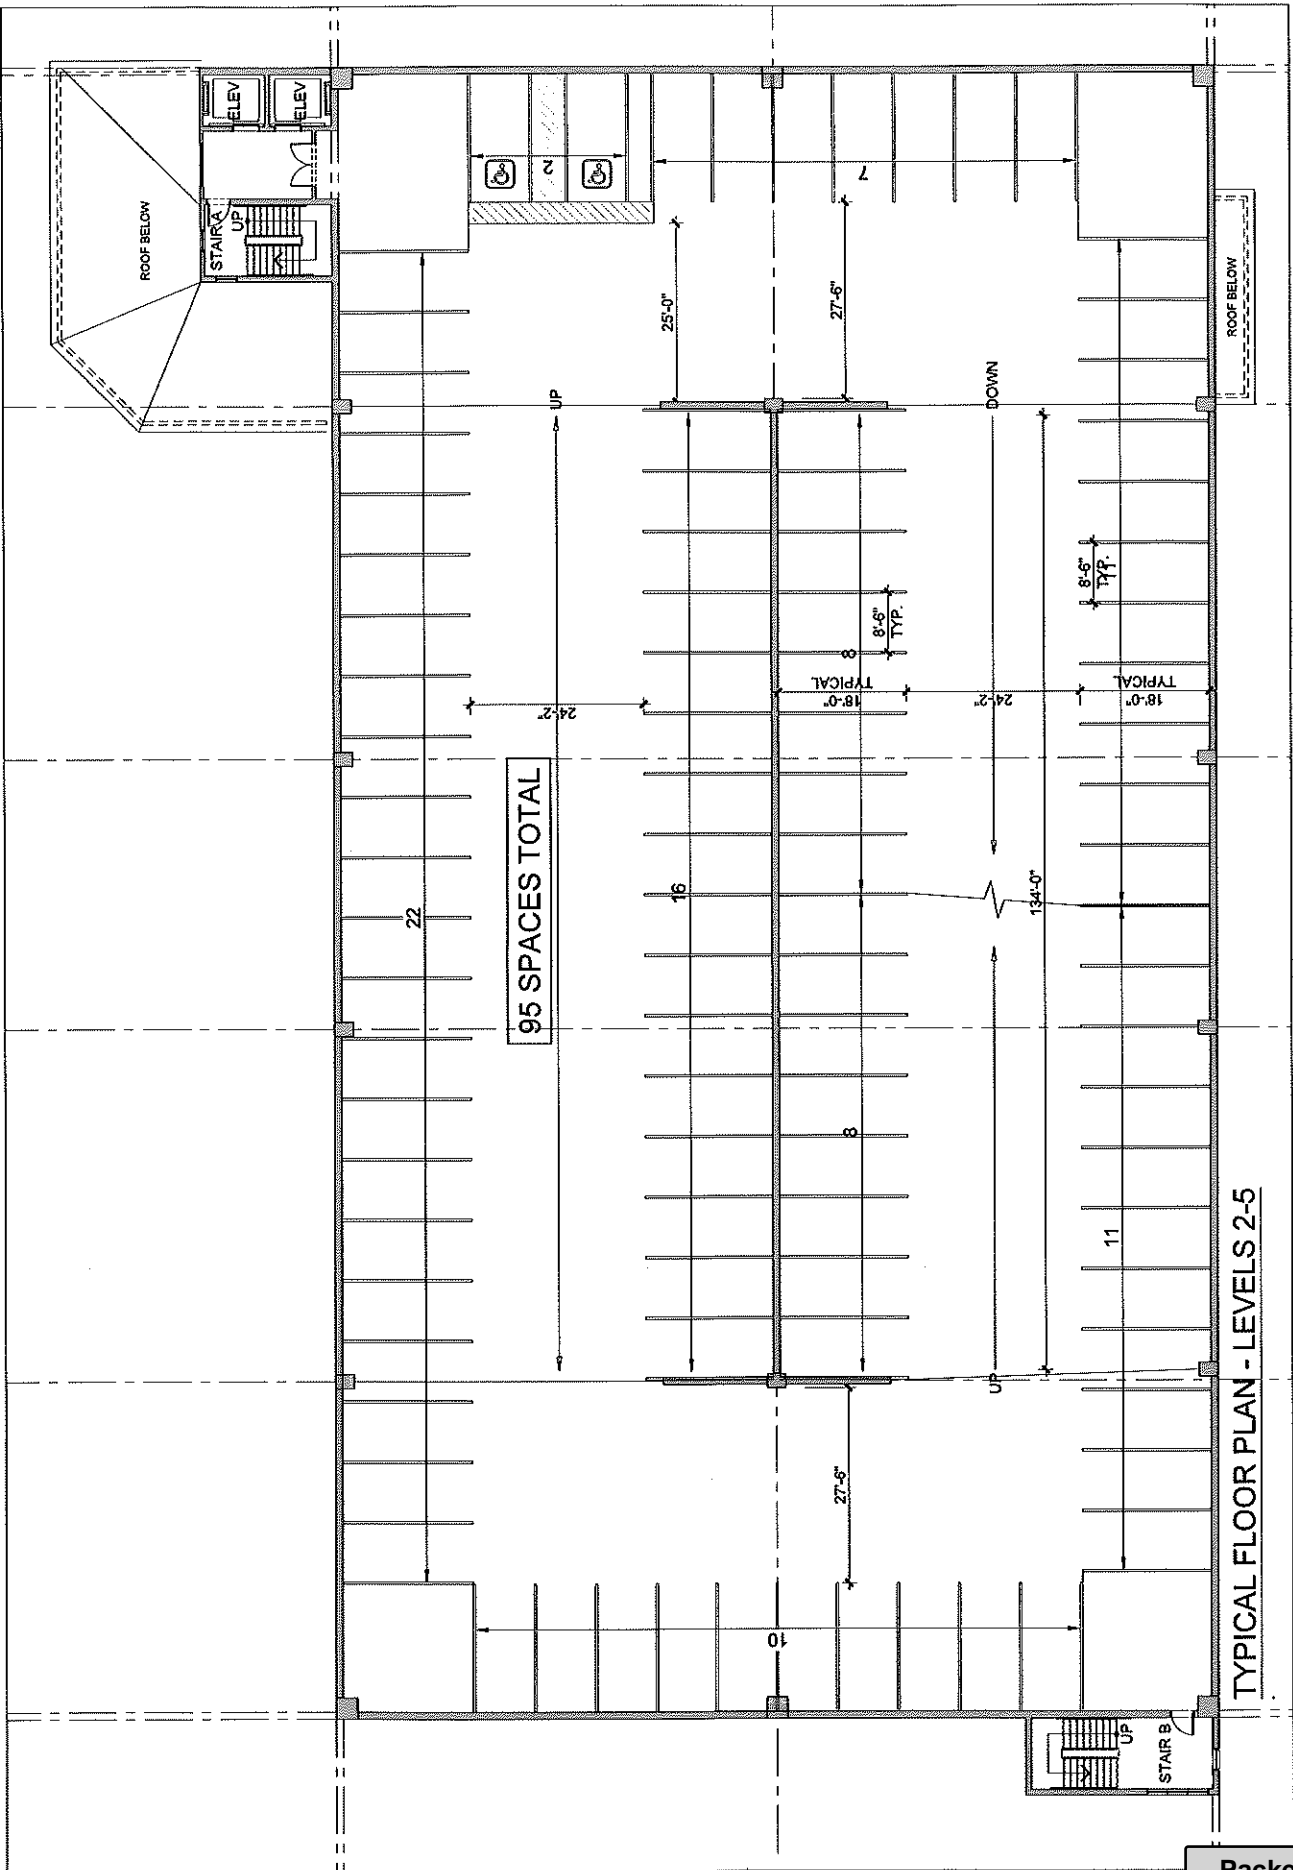 ELEV
ELEV
ROOF BELOW
STAIR A
UP
2
7
25'-0"
27'-6"
ROOF BELOW
UP
DOWN
8'-6"
TYP.
8'-6"
TYP.
8
18'-0"
TYPICAL
24'-2"
24'-2"
18'-0"
TYPICAL
95 SPACES TOTAL
22
16
134'-0"
8
11
UP
27'-6"
10
TYPICAL FLOOR PLAN - LEVELS 2-5
UP
STAIR B